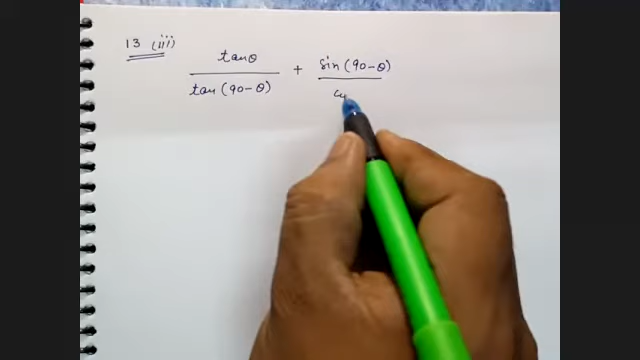 13 (iii)
tanθ / tan(90-θ) + sin(90-θ) /